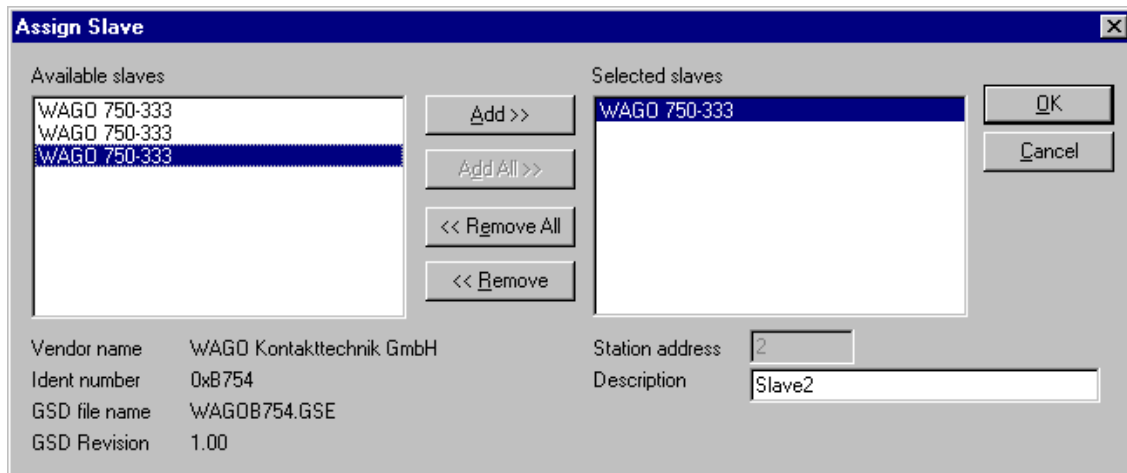 Assign Slave
Available slaves
WAGO 750-333
WAGO 750-333
WAGO 750-333
Add >>
Add All >>
<< Remove All
<< Remove
Selected slaves
WAGO 750-333
OK
Cancel
Vendor name WAGO Kontakttechnik GmbH
Ident number 0xB754
GSD file name WAGOB754.GSE
GSD Revision 1.00
Station address 2
Description Slave2